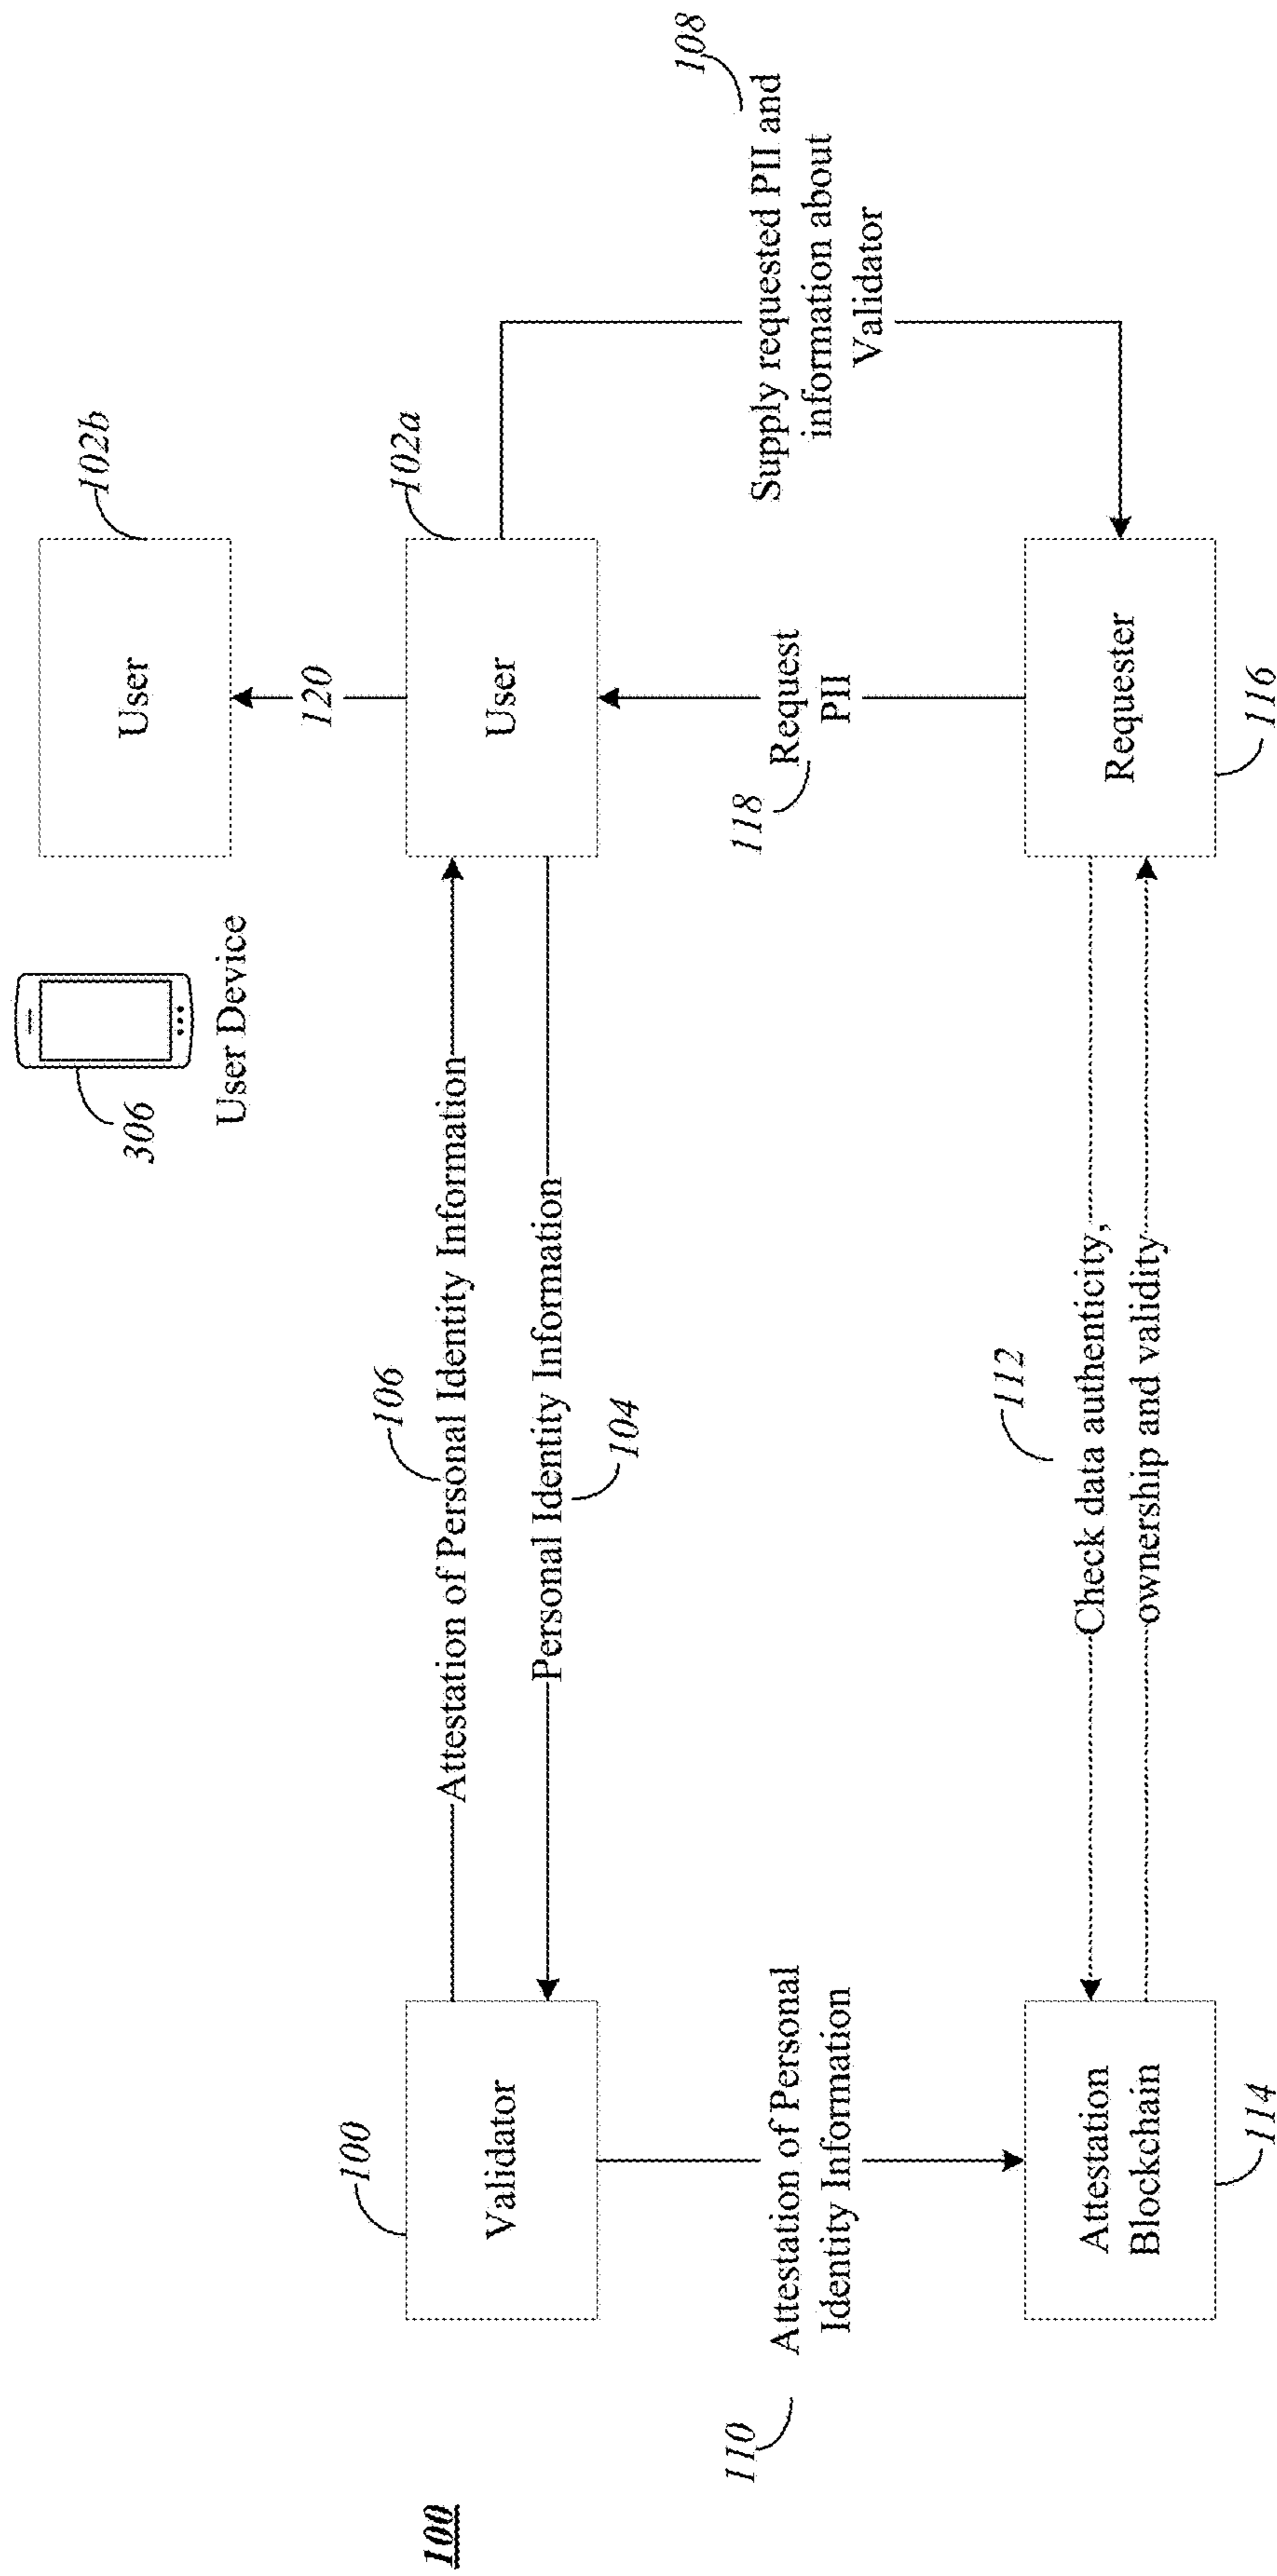 100
User Device
306
User
102b
120
100
Validator
Attestation of Personal Identity Information
106
Personal Identity Information
104
User
102a
110
Attestation of Personal
Identity Information
118
Request
PII
108
Supply requested PII and
information about
Validator
Attestation
Blockchain
114
112
Check data authenticity,
ownership and validity
Requester
116